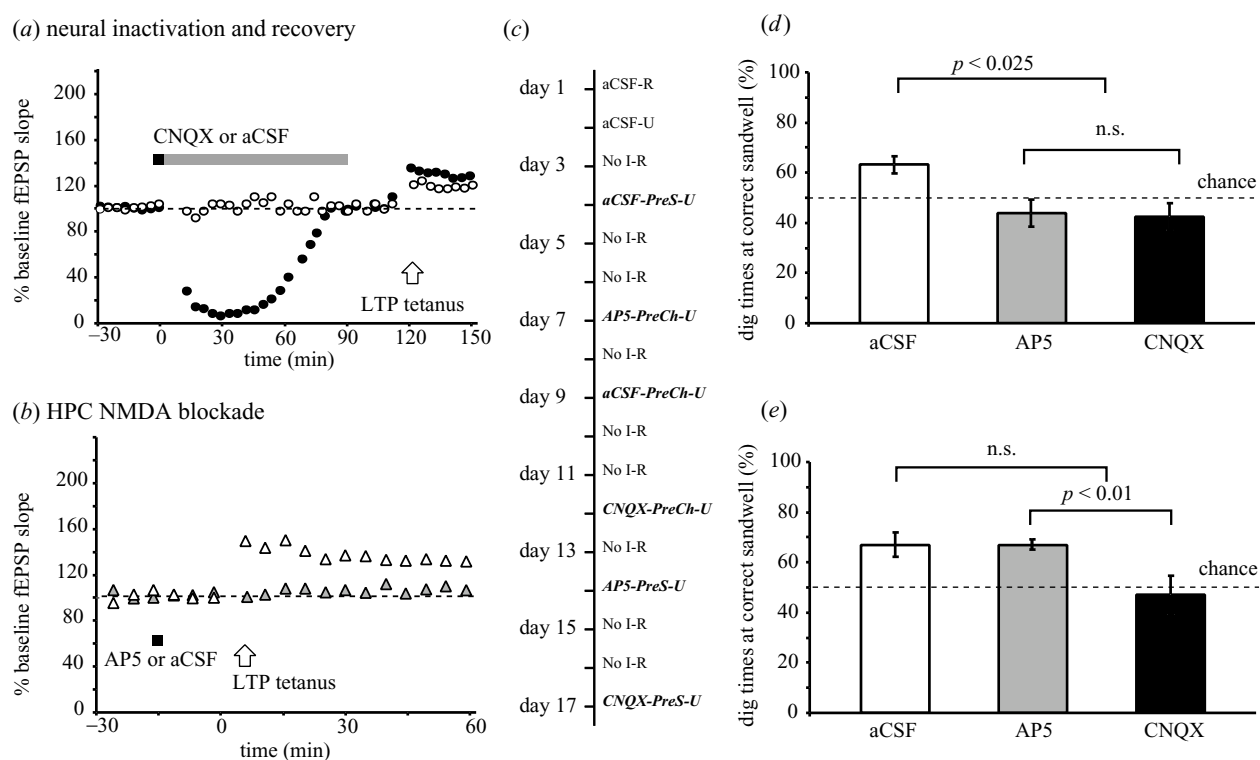 (a) neural inactivation and recovery
% baseline fEPSP slope
200
160
120
80
40
0
CNQX or aCSF
LTP tetanus
−30 0 30 60 90 120 150
time (min)
(b) HPC NMDA blockade
% baseline fEPSP slope
200
160
120
80
40
0
AP5 or aCSF
LTP tetanus
−30 0 30 60
time (min)
(c)
day 1 aCSF-R
aCSF-U
day 3 No I-R
aCSF-PreS-U
day 5 No I-R
No I-R
day 7 AP5-PreCh-U
No I-R
day 9 aCSF-PreCh-U
No I-R
day 11 No I-R
CNQX-PreCh-U
day 13 No I-R
AP5-PreS-U
day 15 No I-R
No I-R
day 17 CNQX-PreS-U
(d)
dig times at correct sandwell (%)
100
80
60
40
20
0
p < 0.025
n.s.
chance
aCSF AP5 CNQX
(e)
dig times at correct sandwell (%)
100
80
60
40
20
0
n.s.
p < 0.01
chance
aCSF AP5 CNQX